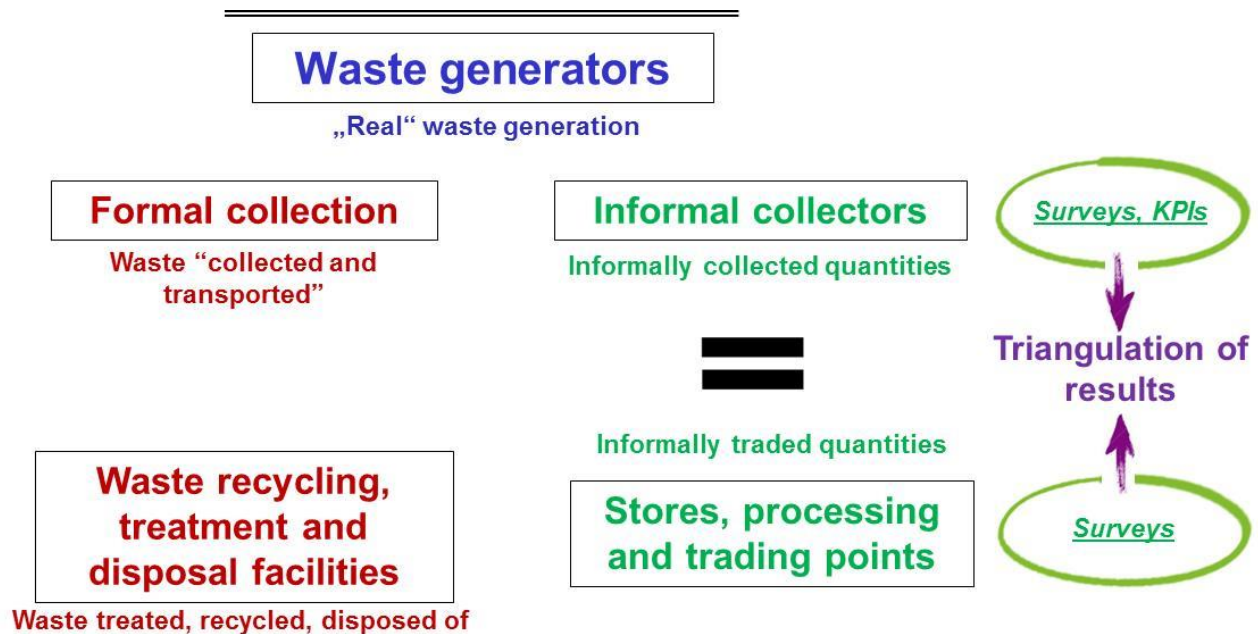 Waste generators
„Real“ waste generation
Formal collection
Waste “collected and
transported”
Informal collectors
Informally collected quantities
Surveys, KPIs
Triangulation of
results
Informally traded quantities
Waste recycling,
treatment and
disposal facilities
Waste treated, recycled, disposed of
Stores, processing
and trading points
Surveys